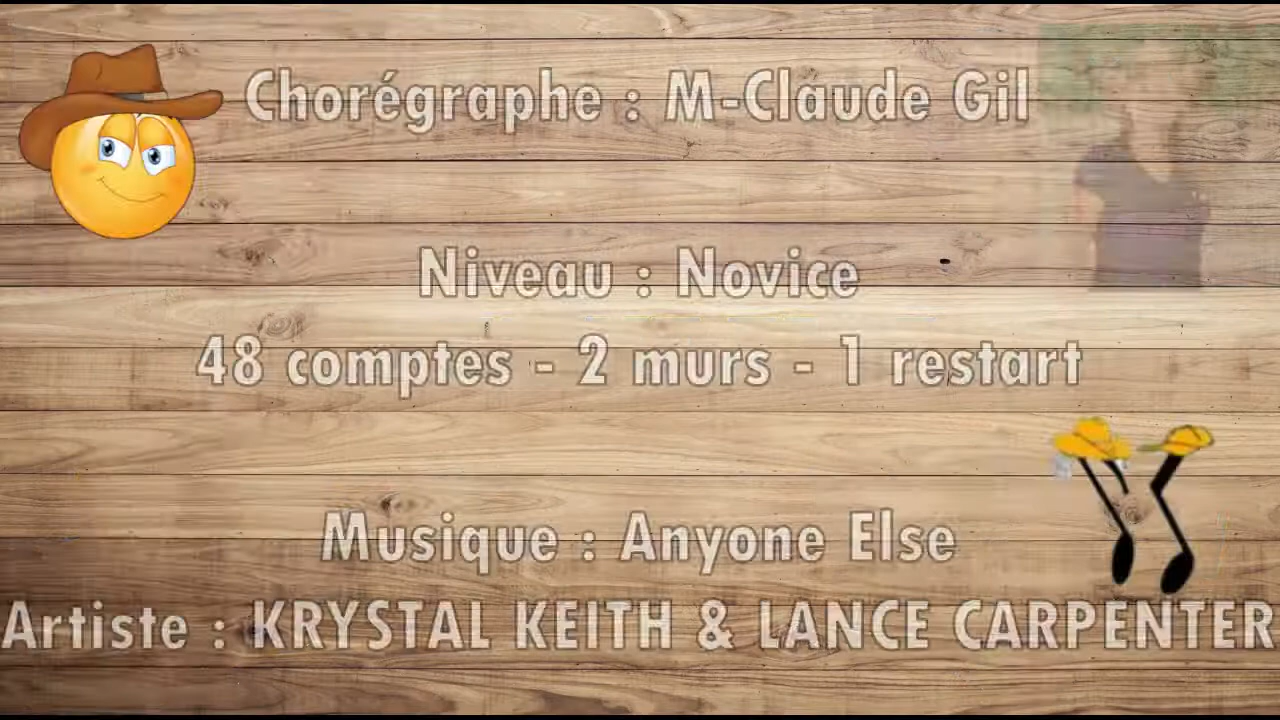 Chorégraphe : M-Claude Gil
Niveau : Novice
48 comptes - 2 murs - 1 restart
Musique : Anyone Else
Artiste : KRYSTAL KEITH & LANCE CARPENTER